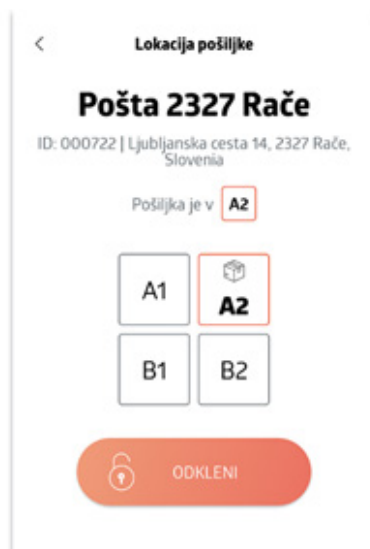 Lokacija pošiljke
Pošta 2327 Rače
ID: 000722 | Ljubljanska cesta 14, 2327 Rače,
Slovenia
Pošiljka je v A2
A1 A2
B1 B2
ODKLENI